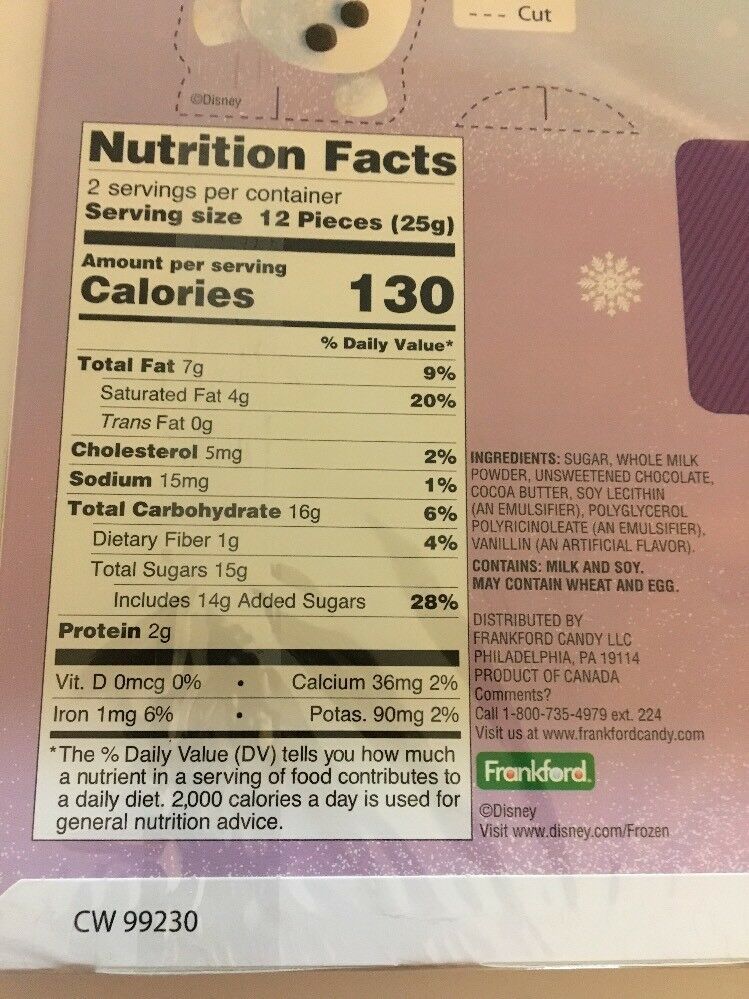 --- Cut
©Disney
Nutrition Facts
2 servings per container
Serving size 12 Pieces (25g)
Amount per serving
Calories 130
% Daily Value*
Total Fat 7g 9%
Saturated Fat 4g 20%
Trans Fat 0g
Cholesterol 5mg 2%
Sodium 15mg 1%
Total Carbohydrate 16g 6%
Dietary Fiber 1g 4%
Total Sugars 15g
Includes 14g Added Sugars 28%
Protein 2g
Vit. D 0mcg 0% • Calcium 36mg 2%
Iron 1mg 6% • Potas. 90mg 2%
*The % Daily Value (DV) tells you how much
a nutrient in a serving of food contributes to
a daily diet. 2,000 calories a day is used for
general nutrition advice.
INGREDIENTS: SUGAR, WHOLE MILK
POWDER, UNSWEETENED CHOCOLATE,
COCOA BUTTER, SOY LECITHIN
(AN EMULSIFIER), POLYGLYCEROL
POLYRICINOLEATE (AN EMULSIFIER),
VANILLIN (AN ARTIFICIAL FLAVOR).
CONTAINS: MILK AND SOY.
MAY CONTAIN WHEAT AND EGG.
DISTRIBUTED BY
FRANKFORD CANDY LLC
PHILADELPHIA, PA 19114
PRODUCT OF CANADA
Comments?
Call 1-800-735-4979 ext. 224
Visit us at www.frankfordcandy.com
Frankford
©Disney
Visit www.disney.com/Frozen
CW 99230